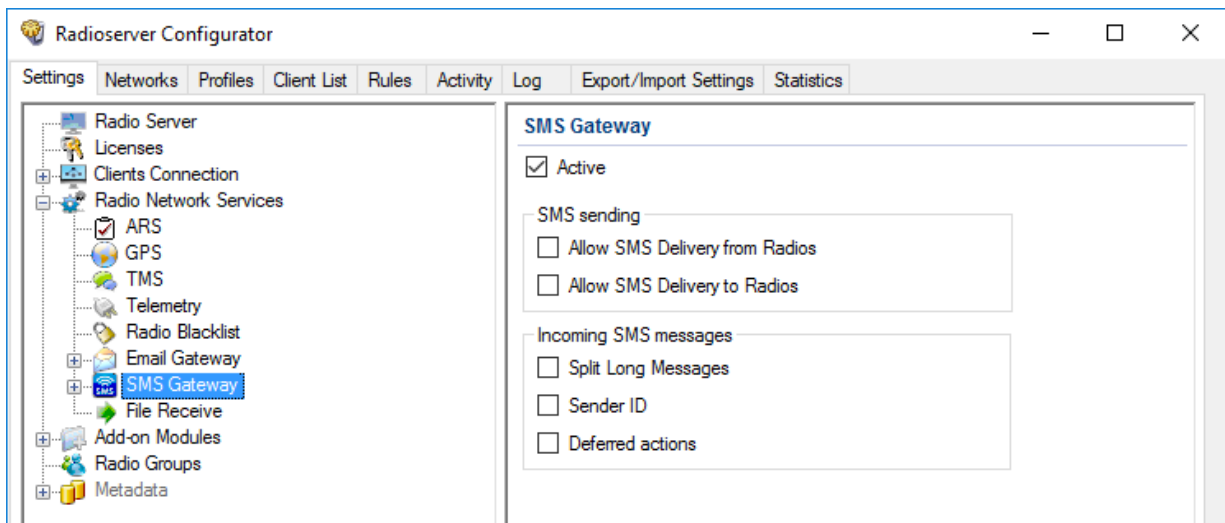 Radioserver Configurator
Settings Networks Profiles Client List Rules Activity Log Export/Import Settings Statistics
Radio Server
Licenses
Clients Connection
Radio Network Services
ARS
GPS
TMS
Telemetry
Radio Blacklist
Email Gateway
SMS Gateway
File Receive
Add-on Modules
Radio Groups
Metadata
SMS Gateway
Active
SMS sending
Allow SMS Delivery from Radios
Allow SMS Delivery to Radios
Incoming SMS messages
Split Long Messages
Sender ID
Deferred actions